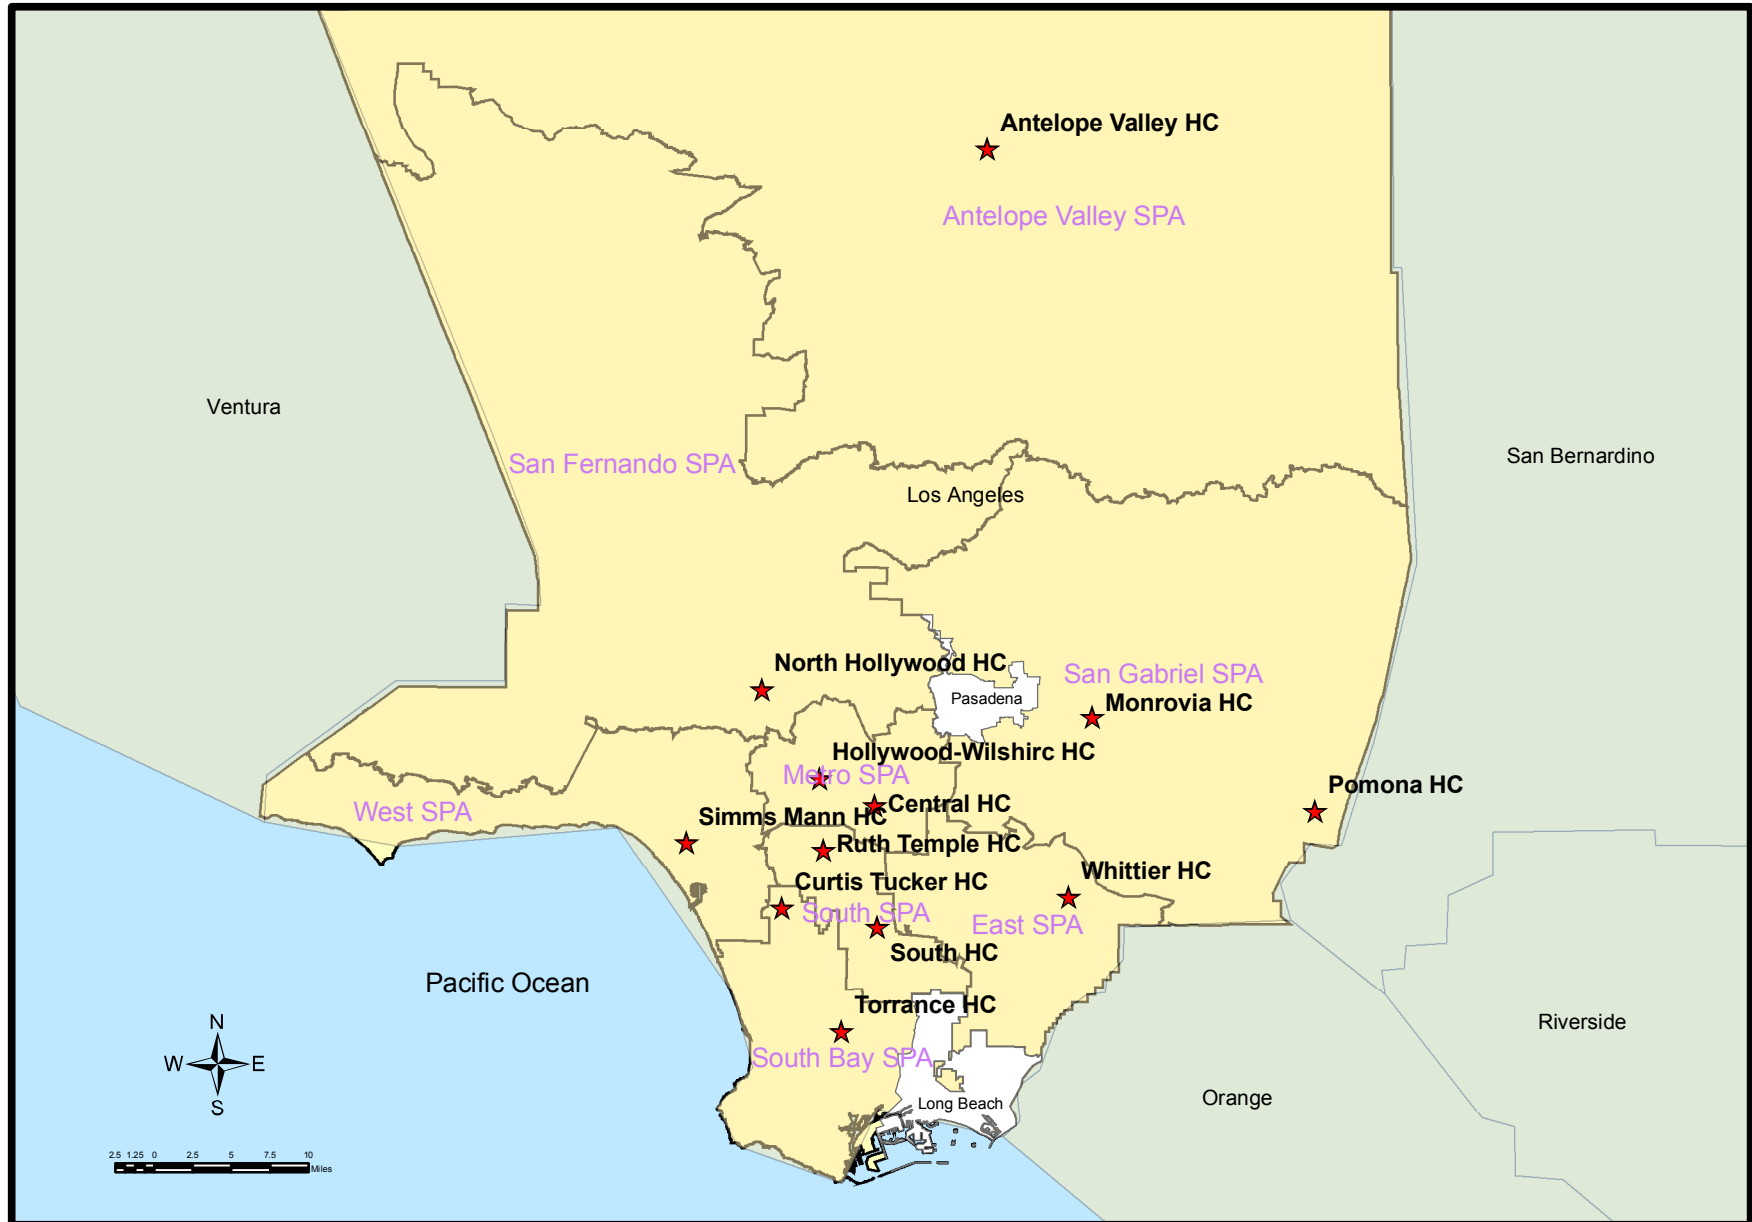 Antelope Valley HC
Antelope Valley SPA
Ventura
San Fernando SPA
San Bernardino
Los Angeles
North Hollywood HC
San Gabriel SPA
Pasadena
Monrovia HC
Hollywood-Wilshirc HC
Metro SPA
Pomona HC
West SPA
Central HC
Simms Mann HC
Ruth Temple HC
Whittier HC
Curtis Tucker HC
South SPA
East SPA
South HC
Pacific Ocean
Torrance HC
N
Riverside
South Bay SPA
W E
S
Long Beach
Orange
2.5 1.25 0 2.5 5 7.5 10
Miles